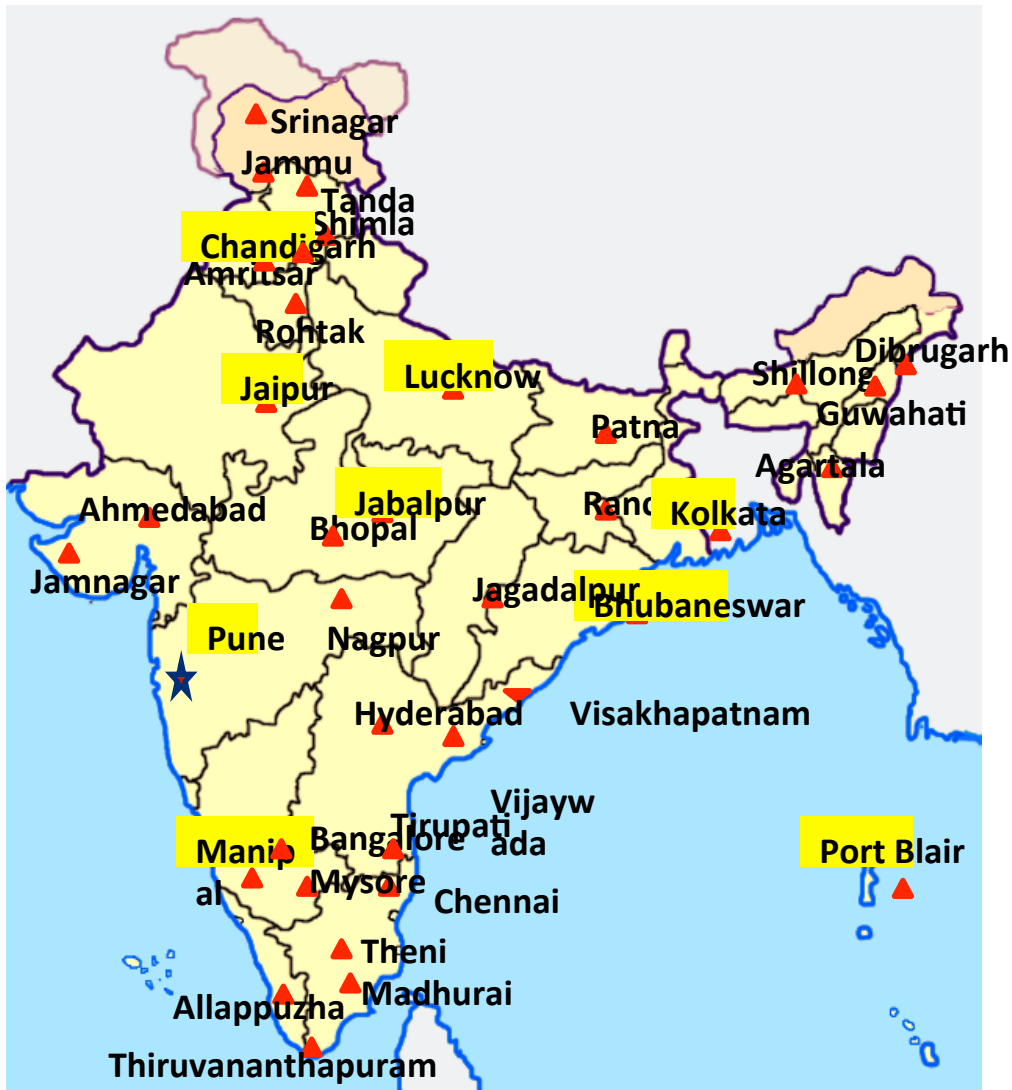 Srinagar
Jammu
Tanda
Shimla
Chandigarh
Amritsar
Rohtak
Dibrugarh
Jaipur
Lucknow
Shillong
Guwahati
Patna
Agartala
Ahmedabad
Jabalpur
Ranc
Kolkata
Bhopal
Jamnagar
Jagadalpur
Bhubaneswar
Pune
Nagpur
Hyderabad
Visakhapatnam
Vijayw
ada
Tirupati
Bangalore
Manip
al
Port Blair
Mysore
Chennai
Theni
Madhurai
Allappuzha
Thiruvananthapuram